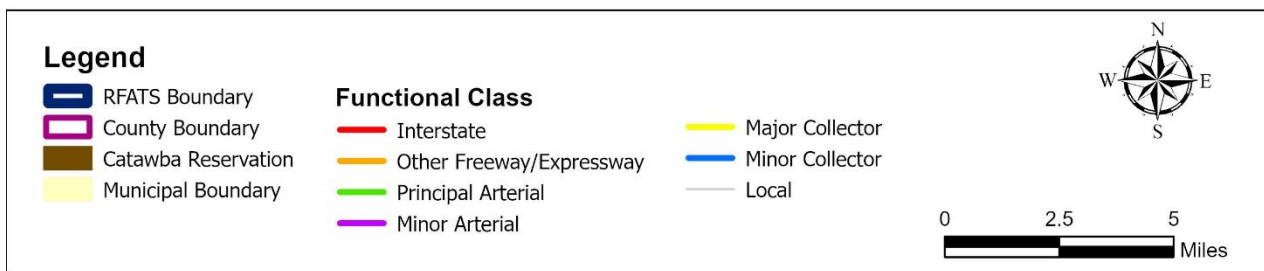 Legend
RFATS Boundary
County Boundary
Catawba Reservation
Municipal Boundary
Functional Class
Interstate
Other Freeway/Expressway
Principal Arterial
Minor Arterial
Major Collector
Minor Collector
Local
N
W E
S
0 2.5 5
Miles